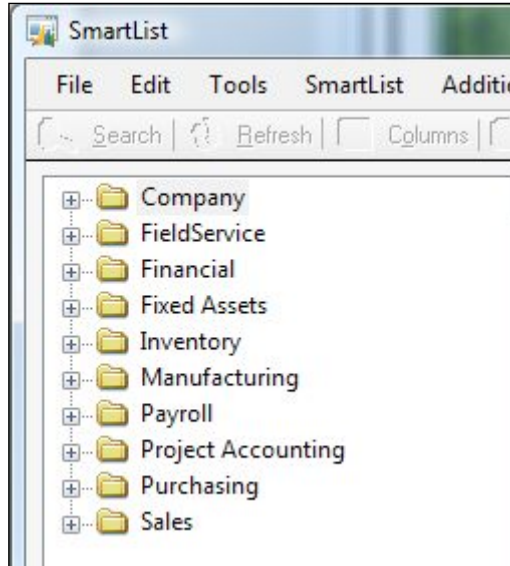 SmartList
File Edit Tools SmartList Additi
Search Refresh Columns
Company
FieldService
Financial
Fixed Assets
Inventory
Manufacturing
Payroll
Project Accounting
Purchasing
Sales